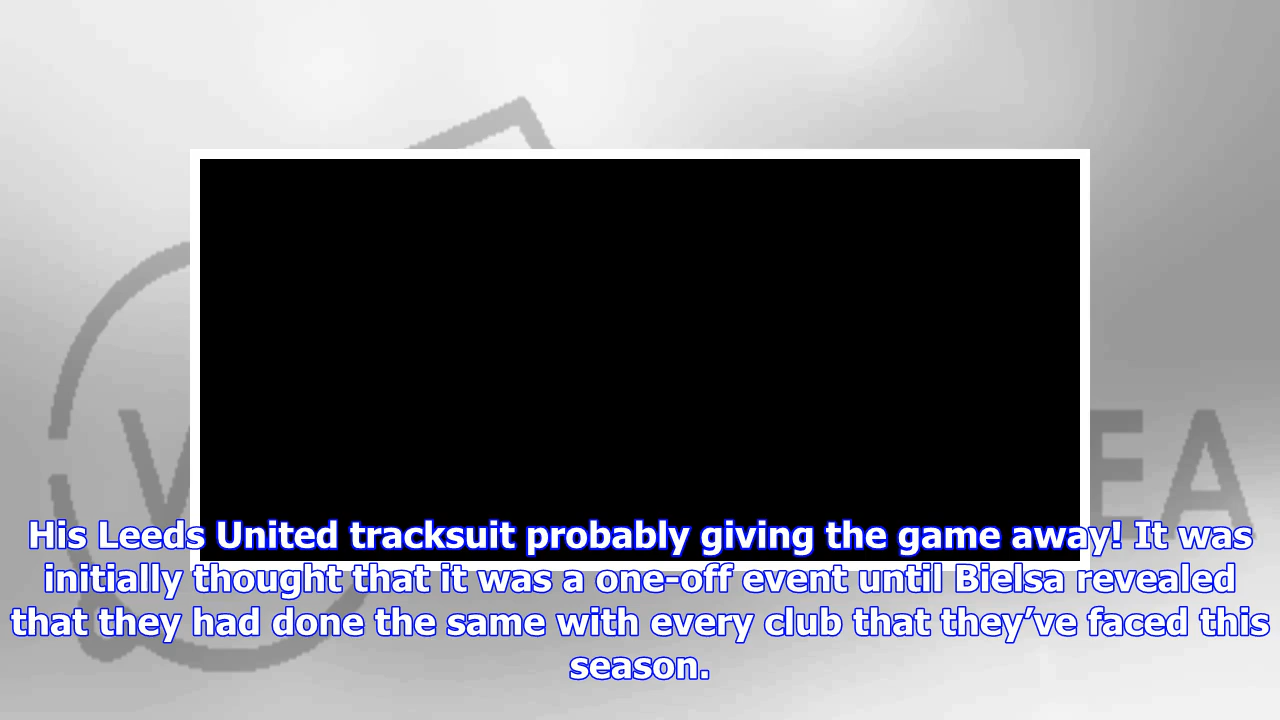 V EA
His Leeds United tracksuit probably giving the game away! It was
initially thought that it was a one-off event until Bielsa revealed
that they had done the same with every club that they’ve faced this
season.